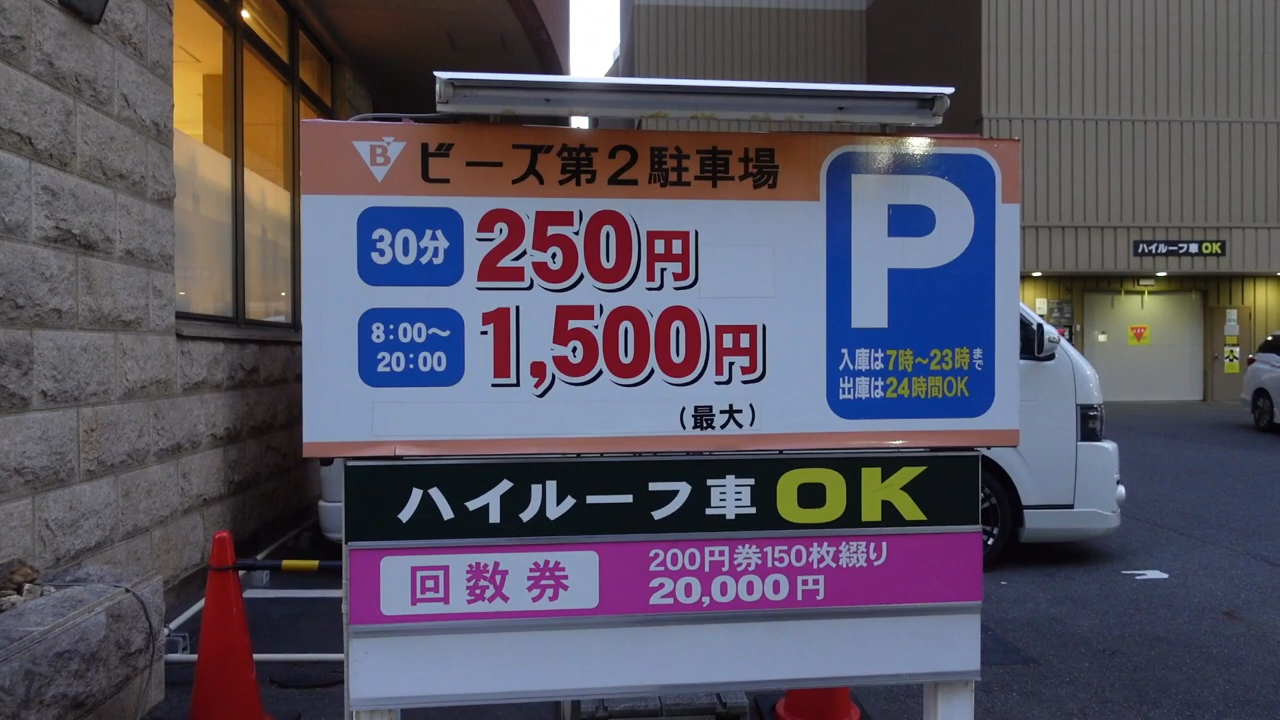 B ビーズ第2駐車場
30分 250円
8:00〜20:00 1,500円
(最大)
P
入庫は7時〜23時まで
出庫は24時間OK
ハイルーフ車OK
ハイルーフ車 OK
回数券
200円券150枚綴り
20,000円